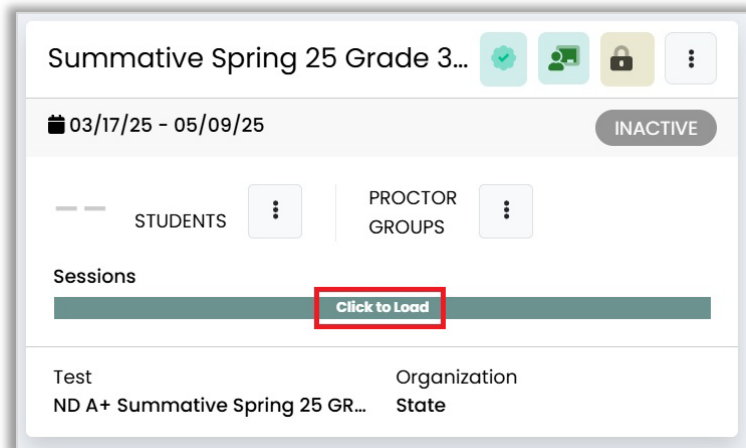 Summative Spring 25 Grade 3...
03/17/25 - 05/09/25
INACTIVE
STUDENTS
PROCTOR
GROUPS
Sessions
Click to Load
Test
ND A+ Summative Spring 25 GR...
Organization
State